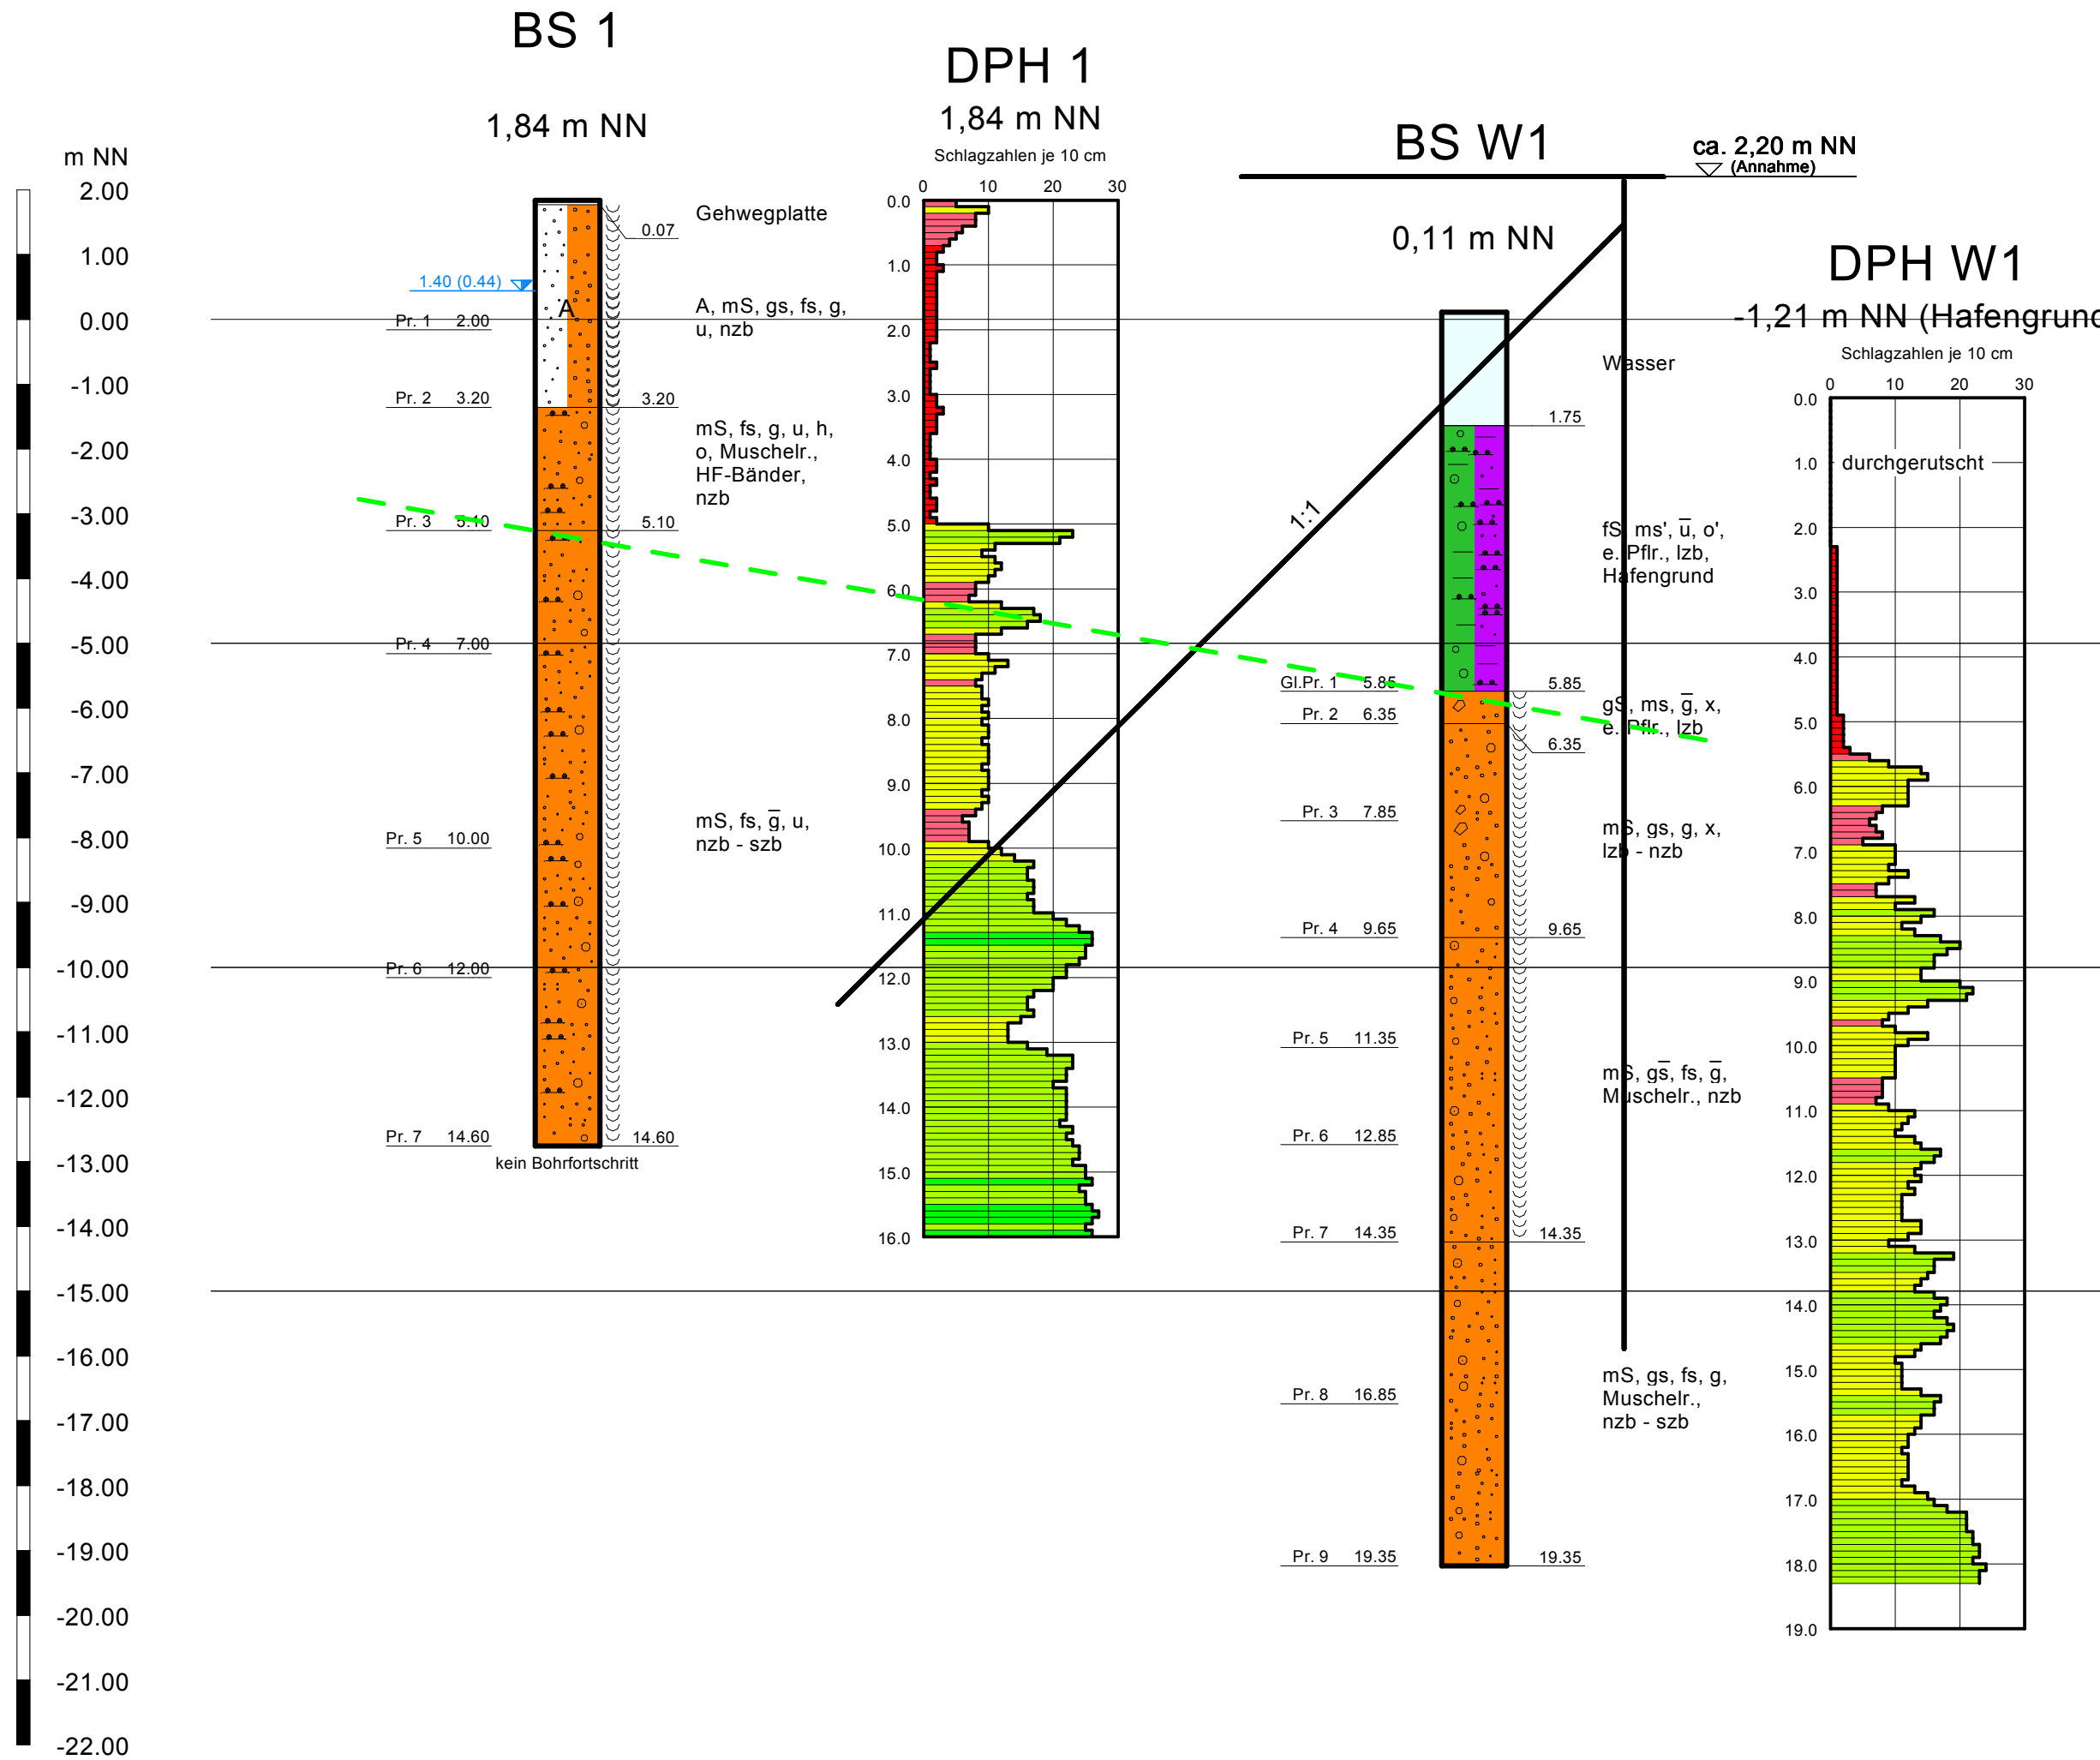 BS 1
1,84 m NN
m NN
2.00
1.00
0.00
-1.00
-2.00
-3.00
-4.00
-5.00
-6.00
-7.00
-8.00
-9.00
-10.00
-11.00
-12.00
-13.00
-14.00
-15.00
-16.00
-17.00
-18.00
-19.00
-20.00
-21.00
-22.00
1.40 (0.44)
Pr. 1 2.00
Pr. 2 3.20
Pr. 3 5.10
Pr. 4 7.00
Pr. 5 10.00
Pr. 6 12.00
Pr. 7 14.60
A
0.07
3.20
5.10
14.60
kein Bohrfortschritt
Gehwegplatte
A, mS, gs, fs, g,
u, nzb
mS, fs, g, u, h,
o, Muschelr.,
HF-Bänder,
nzb
mS, fs, g̅, u,
nzb - szb
DPH 1
1,84 m NN
Schlagzahlen je 10 cm
0 10 20 30
0.0
1.0
2.0
3.0
4.0
5.0
6.0
7.0
8.0
9.0
10.0
11.0
12.0
13.0
14.0
15.0
16.0
1:1
BS W1
ca. 2,20 m NN
(Annahme)
0,11 m NN
Gl.Pr. 1 5.85
Pr. 2 6.35
Pr. 3 7.85
Pr. 4 9.65
Pr. 5 11.35
Pr. 6 12.85
Pr. 7 14.35
Pr. 8 16.85
Pr. 9 19.35
1.75
5.85
6.35
9.65
14.35
19.35
Wasser
fS, ms', u̅, o',
e. Pflr., lzb,
Hafengrund
gS, ms, g̅, x,
e. Pflr., lzb
mS, gs, g, x,
lzb - nzb
mS, gs̅, fs, g̅,
Muschelr., nzb
mS, gs, fs, g,
Muschelr.,
nzb - szb
DPH W1
-1,21 m NN (Hafengrund
Schlagzahlen je 10 cm
0 10 20 30
0.0
1.0
durchgerutscht
2.0
3.0
4.0
5.0
6.0
7.0
8.0
9.0
10.0
11.0
12.0
13.0
14.0
15.0
16.0
17.0
18.0
19.0